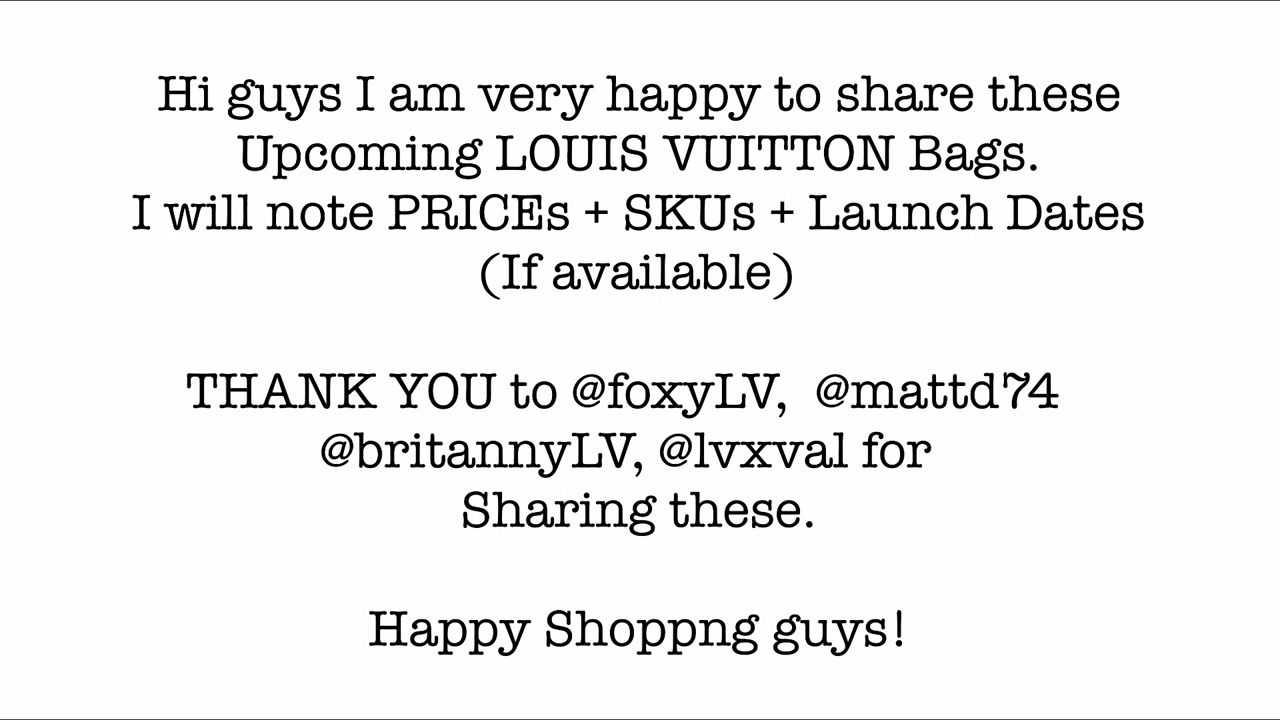 Hi guys I am very happy to share these
Upcoming LOUIS VUITTON Bags.
I will note PRICEs + SKUs + Launch Dates
(If available)
THANK YOU to @foxyLV, @mattd74
@britannyLV, @lvxval for
Sharing these.
Happy Shoppng guys!